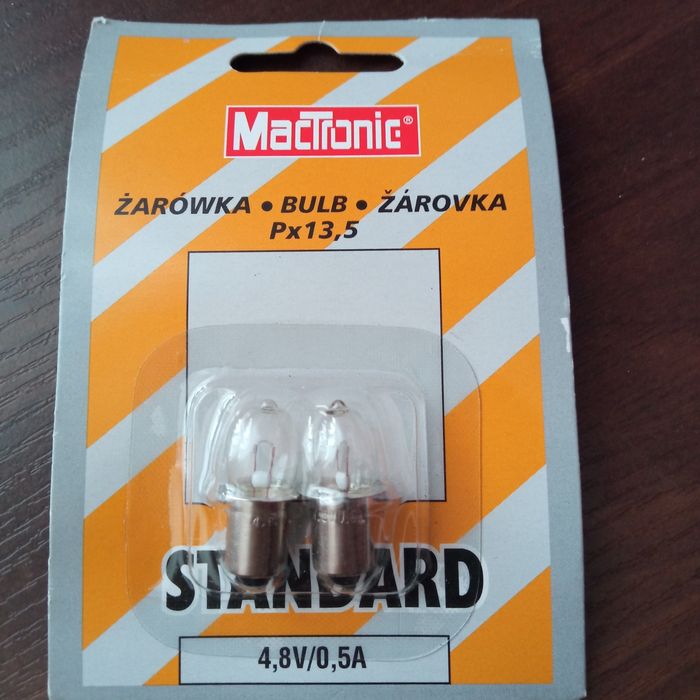 MacTronic®
ŻARÓWKA • BULB • ŽÁROVKA
Px13,5
STANDARD
4,8V/0,5A